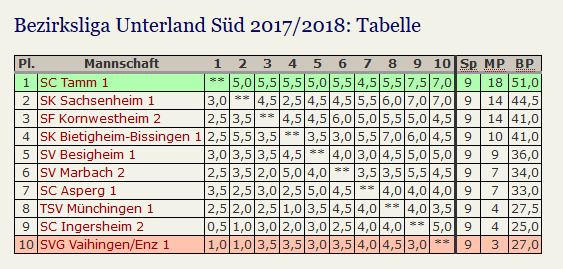 Bezirksliga Unterland Süd 2017/2018: Tabelle
Pl. Mannschaft 1 2 3 4 5 6 7 8 9 10 Sp MP BP
1 SC Tamm 1 ** 5,0 5,5 5,5 5,0 5,5 4,5 5,5 7,5 7,0 9 18 51,0
2 SK Sachsenheim 1 3,0 ** 4,5 2,5 4,5 4,5 5,5 6,0 7,0 7,0 9 14 44,5
3 SF Kornwestheim 2 2,5 3,5 ** 4,5 4,5 6,0 5,0 5,5 5,0 4,5 9 14 41,0
4 SK Bietigheim-Bissingen 1 2,5 5,5 3,5 ** 3,5 3,0 5,5 7,0 6,0 4,5 9 10 41,0
5 SV Besigheim 1 3,0 3,5 3,5 4,5 ** 4,0 3,0 4,5 5,0 5,0 9 9 36,0
6 SV Marbach 2 2,5 3,5 2,0 5,0 4,0 ** 3,5 3,5 5,5 4,5 9 7 34,0
7 SC Asperg 1 3,5 2,5 3,0 2,5 5,0 4,5 ** 4,0 4,0 4,0 9 7 33,0
8 TSV Münchingen 1 2,5 2,0 2,5 1,0 3,5 4,5 4,0 ** 4,0 3,5 9 4 27,5
9 SC Ingersheim 2 0,5 1,0 3,0 2,0 3,0 2,5 4,0 4,0 ** 5,0 9 4 25,0
10 SVG Vaihingen/Enz 1 1,0 1,0 3,5 3,5 3,0 3,5 4,0 4,5 3,0 ** 9 3 27,0